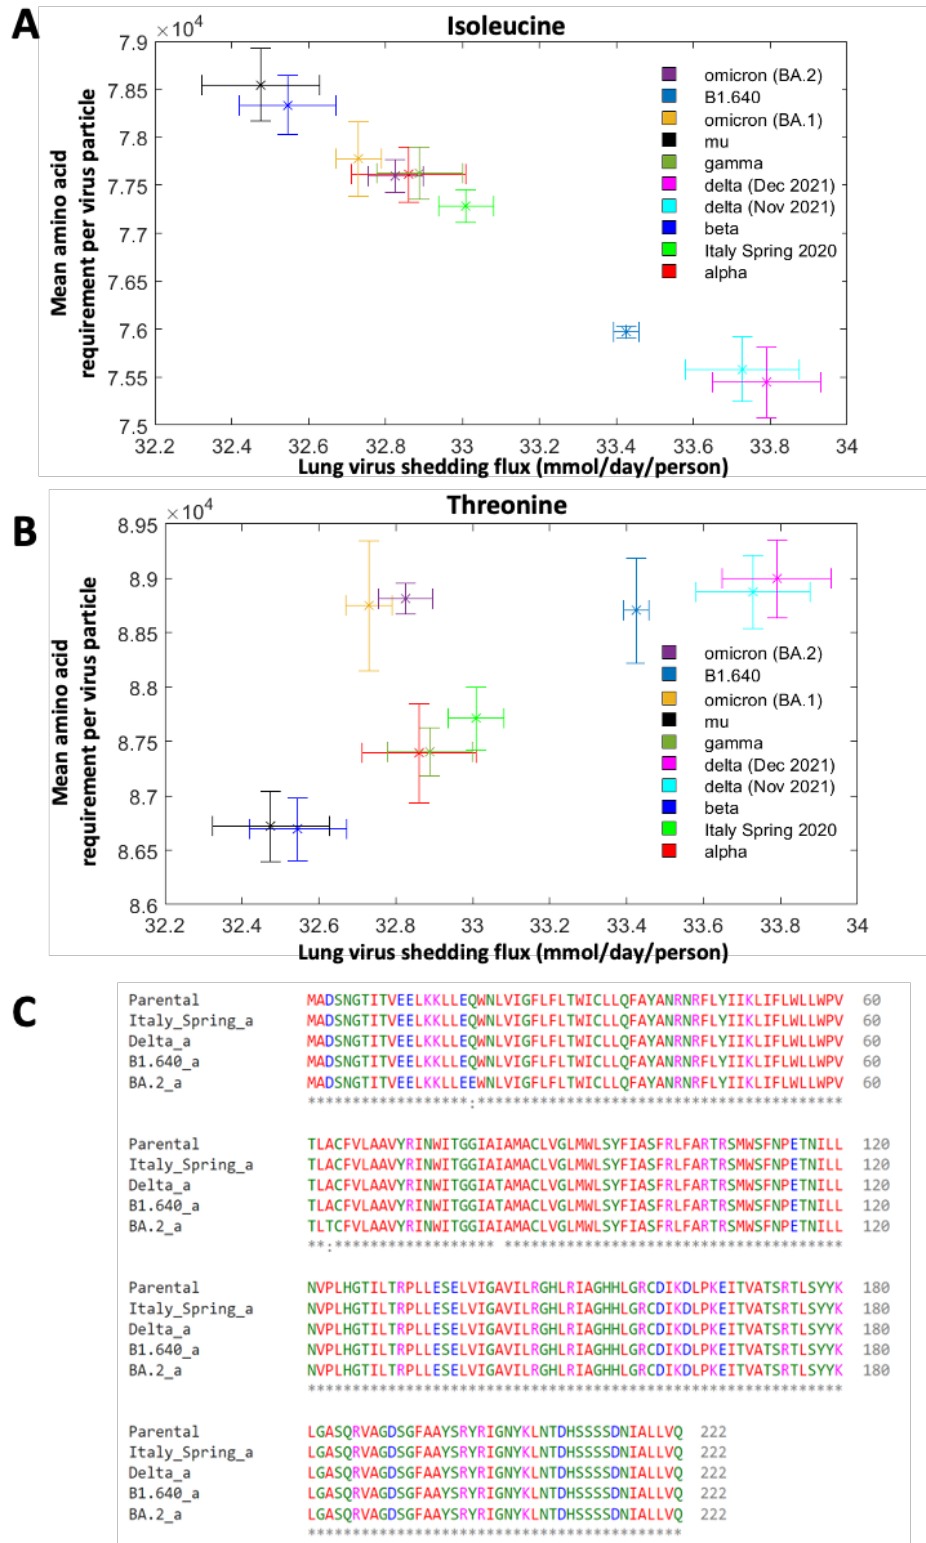 A
Isoleucine
×10⁴
7.9
7.85
7.8
7.75
7.7
7.65
7.6
7.55
7.5
Mean amino acid
requirement per virus particle
omicron (BA.2)
B1.640
omicron (BA.1)
mu
gamma
delta (Dec 2021)
delta (Nov 2021)
beta
Italy Spring 2020
alpha
32.2 32.4 32.6 32.8 33 33.2 33.4 33.6 33.8 34
Lung virus shedding flux (mmol/day/person)
B
Threonine
×10⁴
8.95
8.9
8.85
8.8
8.75
8.7
8.65
8.6
Mean amino acid
requirement per virus particle
omicron (BA.2)
B1.640
omicron (BA.1)
mu
gamma
delta (Dec 2021)
delta (Nov 2021)
beta
Italy Spring 2020
alpha
32.2 32.4 32.6 32.8 33 33.2 33.4 33.6 33.8 34
Lung virus shedding flux (mmol/day/person)
C
Parental MADSNGTITVEELKKLLEQWNLVIGFLFLTWICLLQFAYANRNRFLYIIKLIFLWLLWPV 60
Italy_Spring_a MADSNGTITVEELKKLLEQWNLVIGFLFLTWICLLQFAYANRNRFLYIIKLIFLWLLWPV 60
Delta_a MADSNGTITVEELKKLLEQWNLVIGFLFLTWICLLQFAYANRNRFLYIIKLIFLWLLWPV 60
B1.640_a MADSNGTITVEELKKLLEQWNLVIGFLFLTWICLLQFAYANRNRFLYIIKLIFLWLLWPV 60
BA.2_a MADSNGTITVEELKKLLEEWNLVIGFLFLTWICLLQFAYANRNRFLYIIKLIFLWLLWPV 60
******************:*****************************************
Parental TLACFVLAAVYRINWITGGIAIAMACLVGLMWLSYFIASFRLFARTRSMWSFNPETNILL 120
Italy_Spring_a TLACFVLAAVYRINWITGGIAIAMACLVGLMWLSYFIASFRLFARTRSMWSFNPETNILL 120
Delta_a TLACFVLAAVYRINWITGGIATAMACLVGLMWLSYFIASFRLFARTRSMWSFNPETNILL 120
B1.640_a TLACFVLAAVYRINWITGGIATAMACLVGLMWLSYFIASFRLFARTRSMWSFNPETNILL 120
BA.2_a TLTCFVLAAVYRINWITGGIAIAMACLVGLMWLSYFIASFRLFARTRSMWSFNPETNILL 120
**:****************** **************************************
Parental NVPLHGTILTRPLLESELVIGAVILRGHLRIAGHHLGRCDIKDLPKEITVATSRTLSYYK 180
Italy_Spring_a NVPLHGTILTRPLLESELVIGAVILRGHLRIAGHHLGRCDIKDLPKEITVATSRTLSYYK 180
Delta_a NVPLHGTILTRPLLESELVIGAVILRGHLRIAGHHLGRCDIKDLPKEITVATSRTLSYYK 180
B1.640_a NVPLHGTILTRPLLESELVIGAVILRGHLRIAGHHLGRCDIKDLPKEITVATSRTLSYYK 180
BA.2_a NVPLHGTILTRPLLESELVIGAVILRGHLRIAGHHLGRCDIKDLPKEITVATSRTLSYYK 180
************************************************************
Parental LGASQRVAGDSGFAAYSRYRIGNYKLNTDHSSSSDNIALLVQ 222
Italy_Spring_a LGASQRVAGDSGFAAYSRYRIGNYKLNTDHSSSSDNIALLVQ 222
Delta_a LGASQRVAGDSGFAAYSRYRIGNYKLNTDHSSSSDNIALLVQ 222
B1.640_a LGASQRVAGDSGFAAYSRYRIGNYKLNTDHSSSSDNIALLVQ 222
BA.2_a LGASQRVAGDSGFAAYSRYRIGNYKLNTDHSSSSDNIALLVQ 222
******************************************